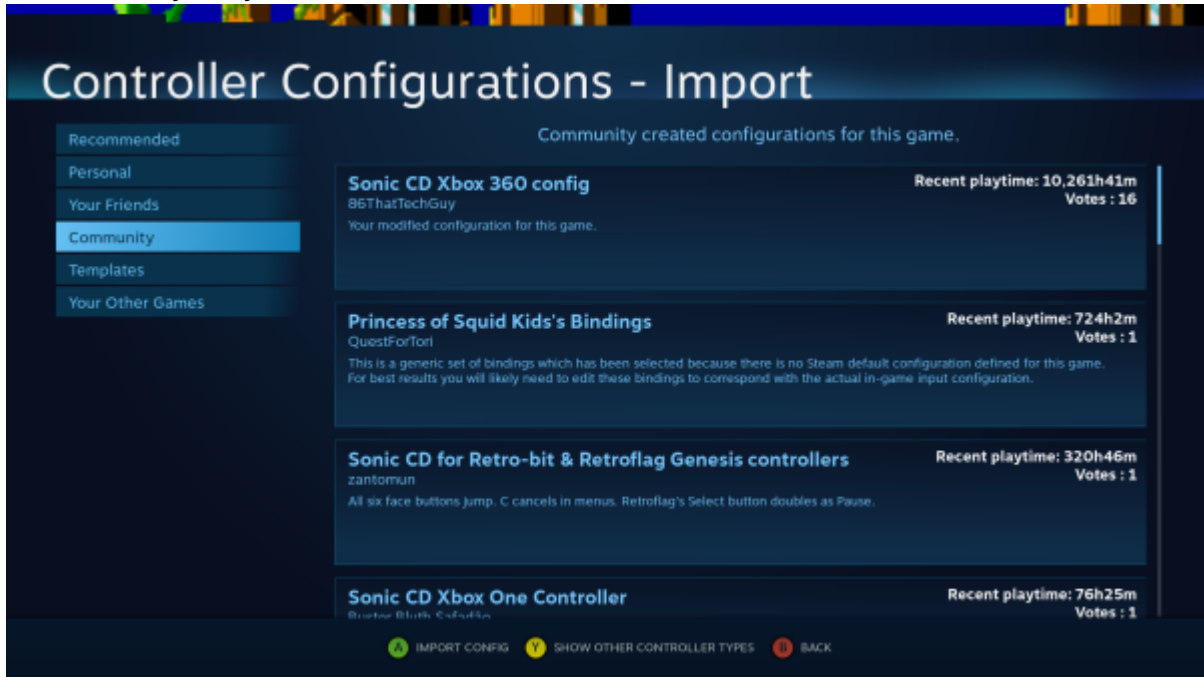 Controller Configurations - Import
Recommended
Personal
Your Friends
Community
Templates
Your Other Games
Community created configurations for this game.
Sonic CD Xbox 360 config
Recent playtime: 10,261h41m
86ThatTechGuy
Votes : 16
Your modified configuration for this game.
Princess of Squid Kids's Bindings
Recent playtime: 724h2m
QuestForTori
Votes : 1
This is a generic set of bindings which has been selected because there is no Steam default configuration defined for this game.
For best results you will likely need to edit these bindings to correspond with the actual in-game input configuration.
Sonic CD for Retro-bit & Retroflag Genesis controllers
Recent playtime: 320h46m
zantomun
Votes : 1
All six face buttons jump. C cancels in menus. Retroflag's Select button doubles as Pause.
Sonic CD Xbox One Controller
Recent playtime: 76h25m
Buster Bluth Safadão
Votes : 1
A IMPORT CONFIG Y SHOW OTHER CONTROLLER TYPES B BACK